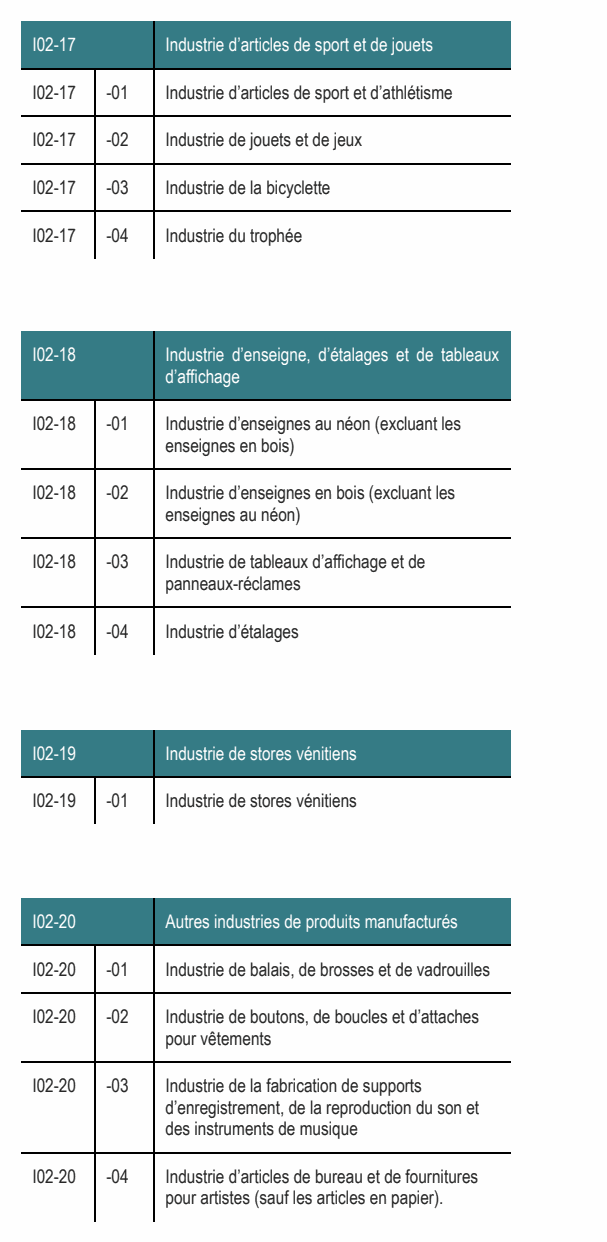 I02-17 Industrie d’articles de sport et de jouets
I02-17 -01 Industrie d’articles de sport et d’athlétisme
I02-17 -02 Industrie de jouets et de jeux
I02-17 -03 Industrie de la bicyclette
I02-17 -04 Industrie du trophée
I02-18 Industrie d’enseigne, d’étalages et de tableaux
d’affichage
I02-18 -01 Industrie d’enseignes au néon (excluant les
enseignes en bois)
I02-18 -02 Industrie d’enseignes en bois (excluant les
enseignes au néon)
I02-18 -03 Industrie de tableaux d’affichage et de
panneaux-réclames
I02-18 -04 Industrie d’étalages
I02-19 Industrie de stores vénitiens
I02-19 -01 Industrie de stores vénitiens
I02-20 Autres industries de produits manufacturés
I02-20 -01 Industrie de balais, de brosses et de vadrouilles
I02-20 -02 Industrie de boutons, de boucles et d’attaches
pour vêtements
I02-20 -03 Industrie de la fabrication de supports
d’enregistrement, de la reproduction du son et
des instruments de musique
I02-20 -04 Industrie d’articles de bureau et de fournitures
pour artistes (sauf les articles en papier).